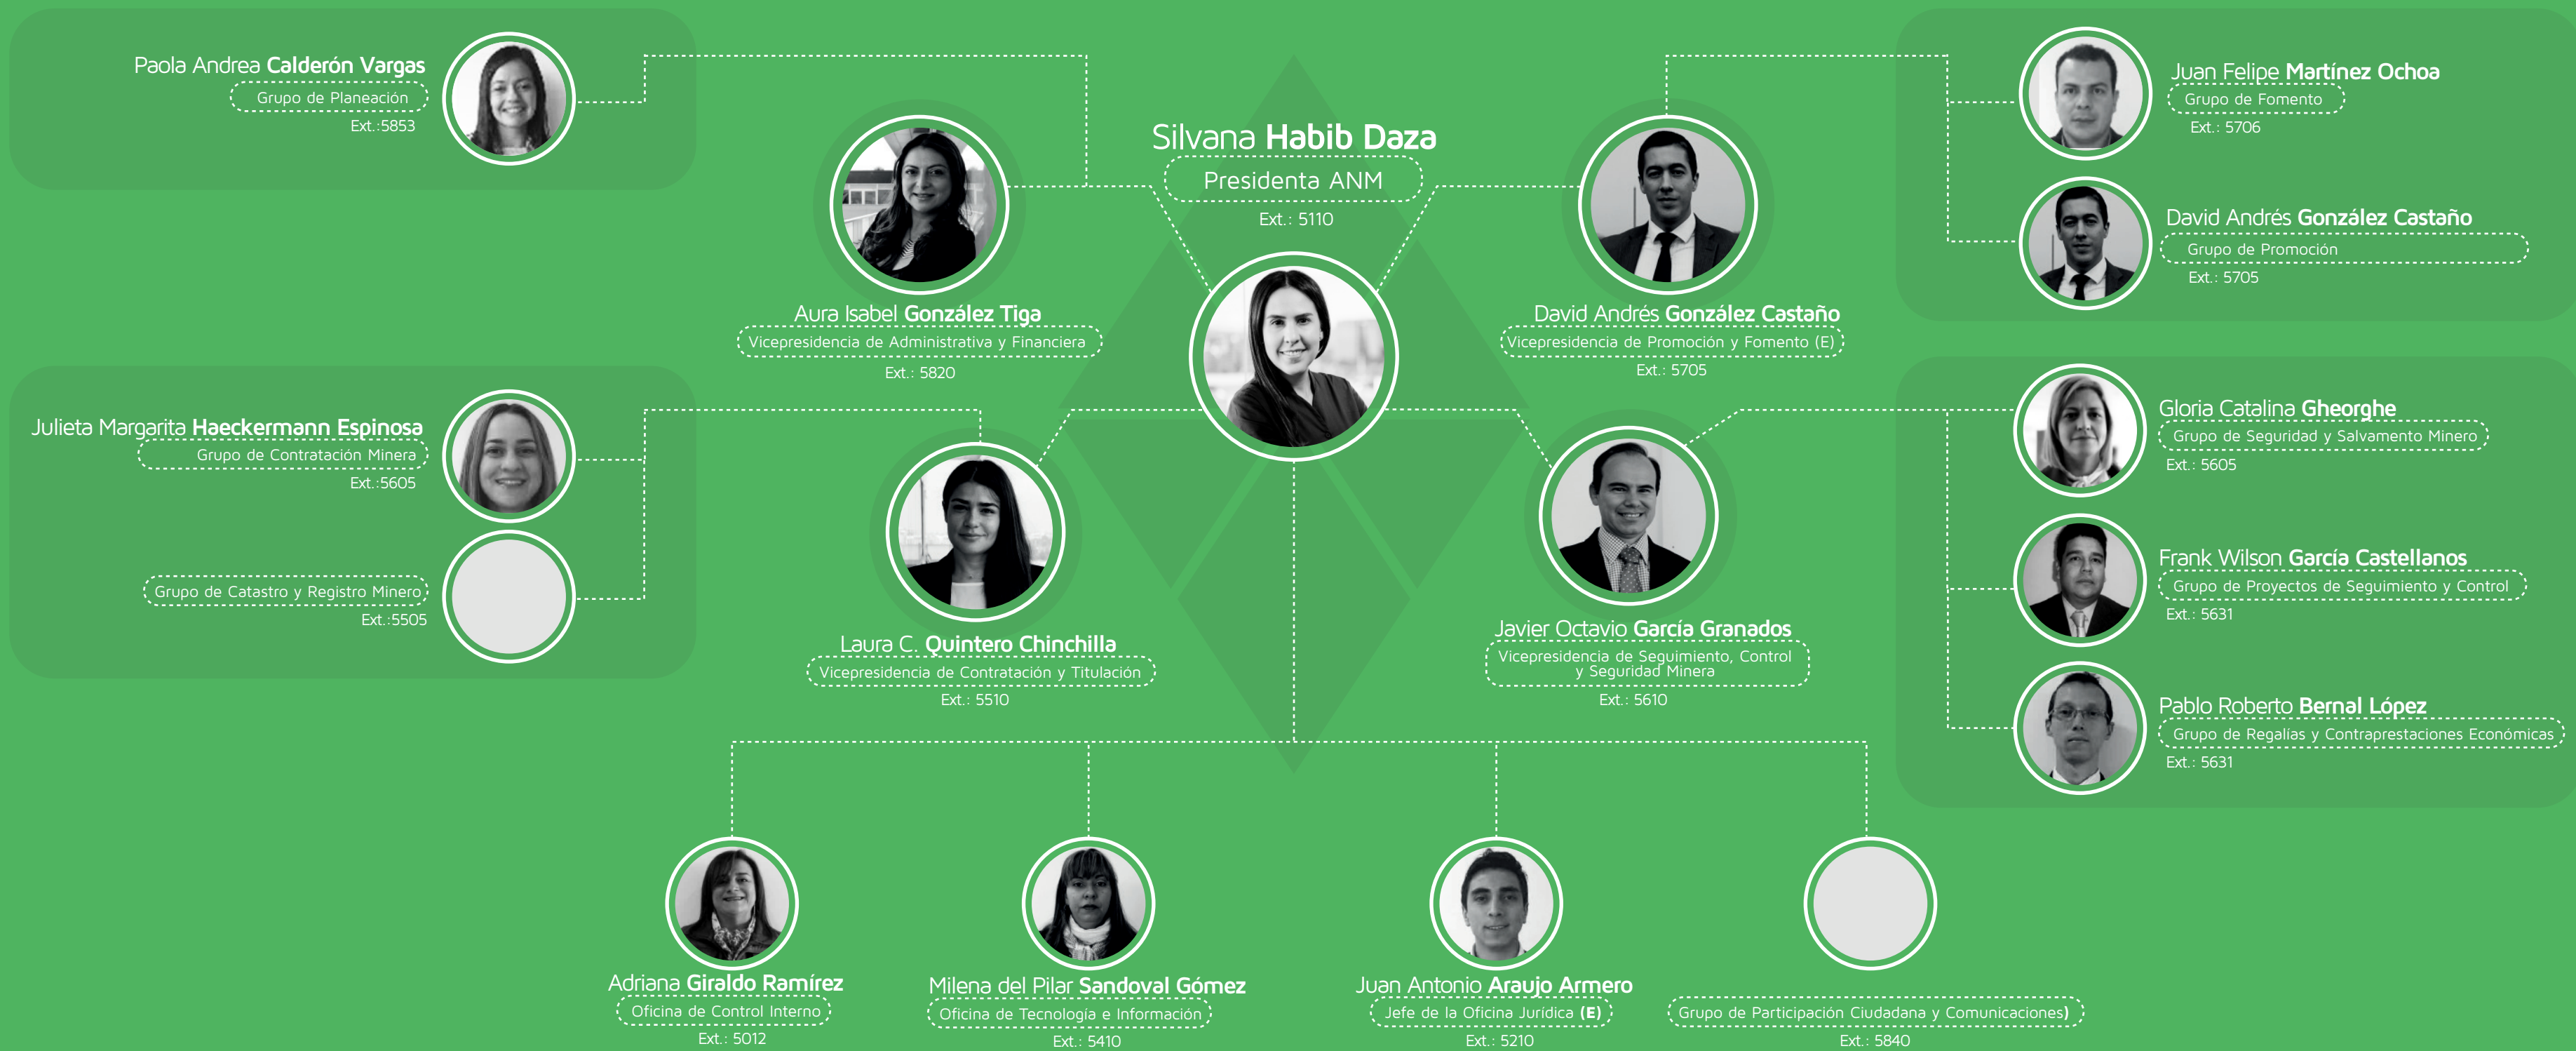 Paola Andrea Calderón Vargas
Grupo de Planeación
Ext.:5853
Silvana Habib Daza
Presidenta ANM
Ext.: 5110
Juan Felipe Martínez Ochoa
Grupo de Fomento
Ext.: 5706
David Andrés González Castaño
Grupo de Promoción
Ext.: 5705
Aura Isabel González Tiga
Vicepresidencia de Administrativa y Financiera
Ext.: 5820
David Andrés González Castaño
Vicepresidencia de Promoción y Fomento (E)
Ext.: 5705
Julieta Margarita Haeckermann Espinosa
Grupo de Contratación Minera
Ext.:5605
Grupo de Catastro y Registro Minero
Ext.:5505
Laura C. Quintero Chinchilla
Vicepresidencia de Contratación y Titulación
Ext.: 5510
Javier Octavio García Granados
Vicepresidencia de Seguimiento, Control
y Seguridad Minera
Ext.: 5610
Gloria Catalina Gheorghe
Grupo de Seguridad y Salvamento Minero
Ext.: 5605
Frank Wilson García Castellanos
Grupo de Proyectos de Seguimiento y Control
Ext.: 5631
Pablo Roberto Bernal López
Grupo de Regalías y Contraprestaciones Económicas
Ext.: 5631
Adriana Giraldo Ramírez
Oficina de Control Interno
Ext.: 5012
Milena del Pilar Sandoval Gómez
Oficina de Tecnología e Información
Ext.: 5410
Juan Antonio Araujo Armero
Jefe de la Oficina Jurídica (E)
Ext.: 5210
Grupo de Participación Ciudadana y Comunicaciones)
Ext.: 5840